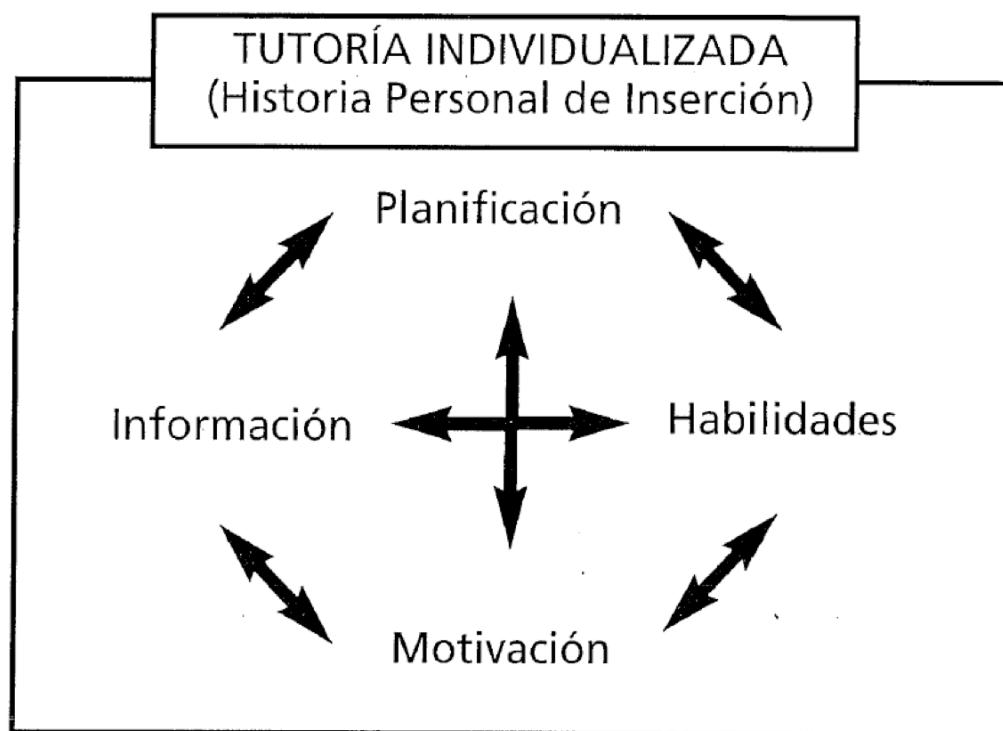 TUTORÍA INDIVIDUALIZADA
(Historia Personal de Inserción)
Planificación
Información
Habilidades
Motivación